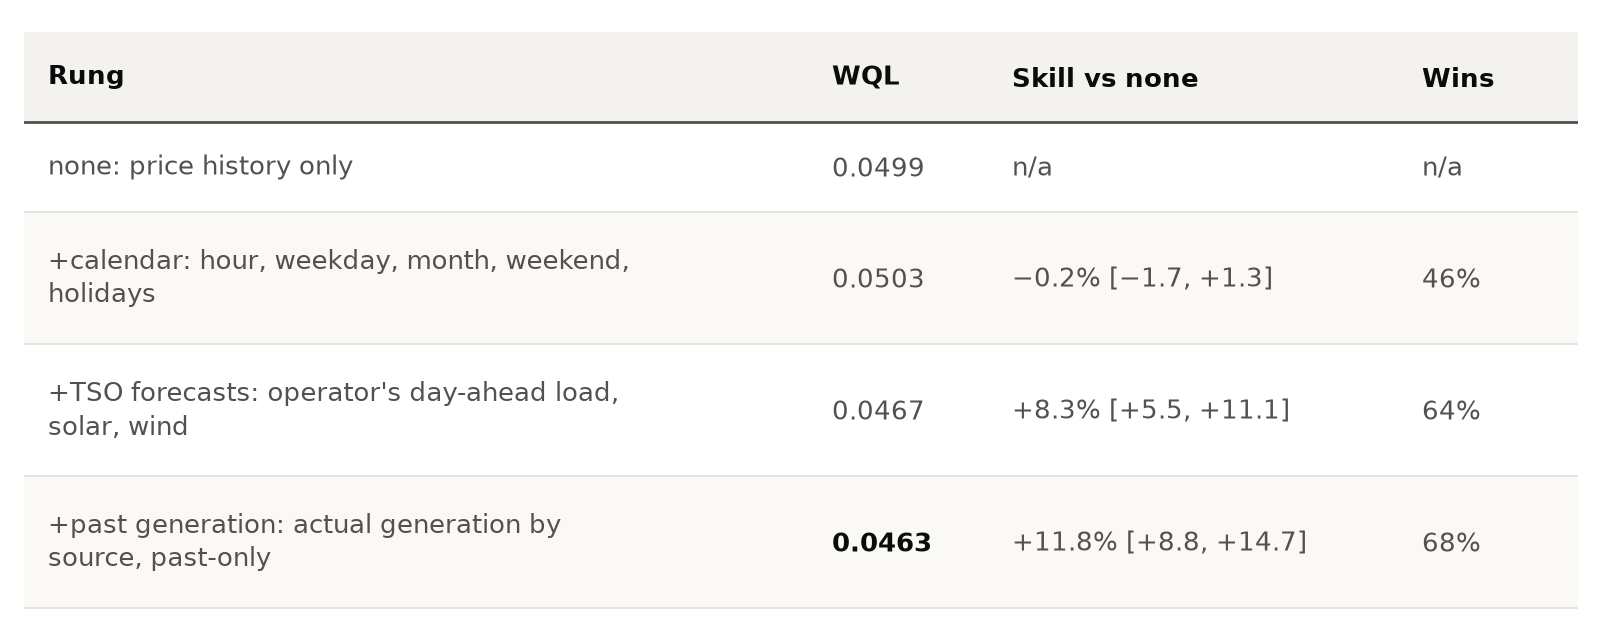 Rung WQL Skill vs none Wins
none: price history only 0.0499 n/a n/a
+calendar: hour, weekday, month, weekend,
holidays 0.0503 −0.2% [−1.7, +1.3] 46%
+TSO forecasts: operator's day-ahead load,
solar, wind 0.0467 +8.3% [+5.5, +11.1] 64%
+past generation: actual generation by
source, past-only 0.0463 +11.8% [+8.8, +14.7] 68%